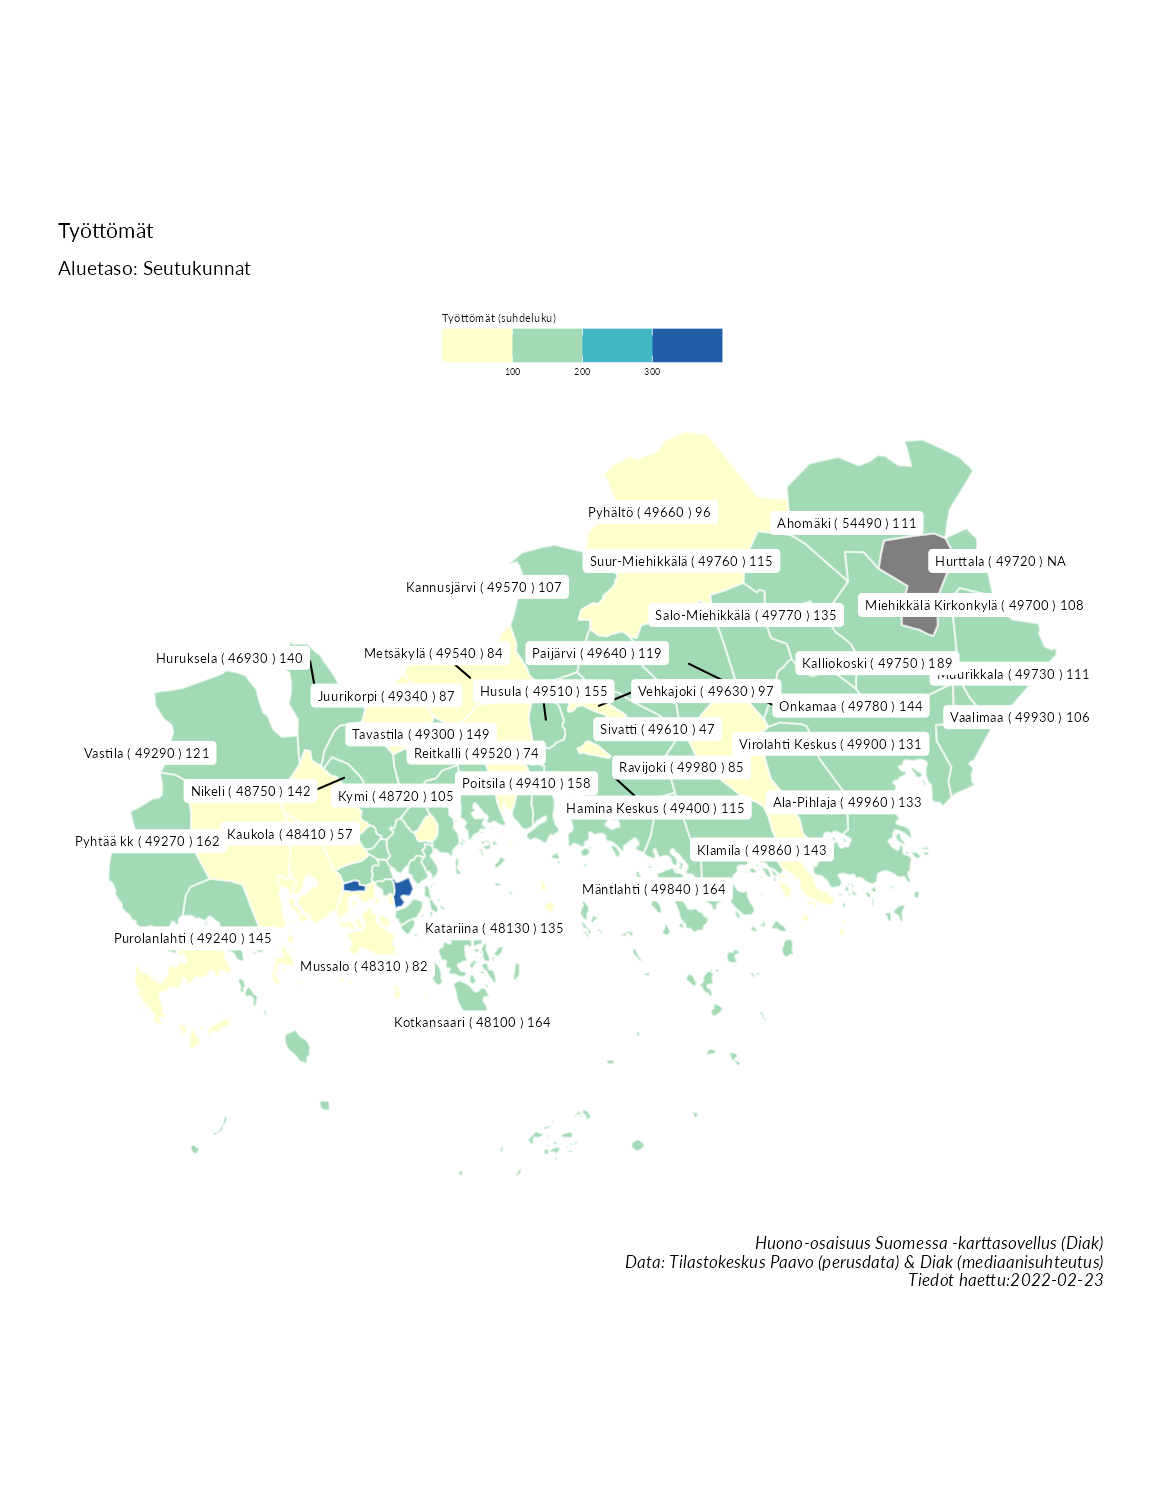 Työttömät
Aluetaso: Seutukunnat
Työttömät (suhdeluku)
100 200 300
Pyhältö ( 49660 ) 96
Ahomäki ( 54490 ) 111
Suur-Miehikkälä ( 49760 ) 115
Hurttala ( 49720 ) NA
Kannusjärvi ( 49570 ) 107
Miehikkälä Kirkonkylä ( 49700 ) 108
Salo-Miehikkälä ( 49770 ) 135
Huruksela ( 46930 ) 140
Metsäkylä ( 49540 ) 84
Paijärvi ( 49640 ) 119
Kalliokoski ( 49750 ) 189
Muurikkala ( 49730 ) 111
Juurikorpi ( 49340 ) 87
Husula ( 49510 ) 155
Vehkajoki ( 49630 ) 97
Onkamaa ( 49780 ) 144
Vaalimaa ( 49930 ) 106
Tavastila ( 49300 ) 149
Sivatti ( 49610 ) 47
Virolahti Keskus ( 49900 ) 131
Vastila ( 49290 ) 121
Reitkalli ( 49520 ) 74
Ravijoki ( 49980 ) 85
Nikeli ( 48750 ) 142
Kymi ( 48720 ) 105
Poitsila ( 49410 ) 158
Hamina Keskus ( 49400 ) 115
Ala-Pihlaja ( 49960 ) 133
Pyhtää kk ( 49270 ) 162
Kaukola ( 48410 ) 57
Klamila ( 49860 ) 143
Mäntlahti ( 49840 ) 164
Purolanlahti ( 49240 ) 145
Katariina ( 48130 ) 135
Mussalo ( 48310 ) 82
Kotkansaari ( 48100 ) 164
Huono-osaisuus Suomessa -karttasovellus (Diak)
Data: Tilastokeskus Paavo (perusdata) & Diak (mediaanisuhteutus)
Tiedot haettu:2022-02-23